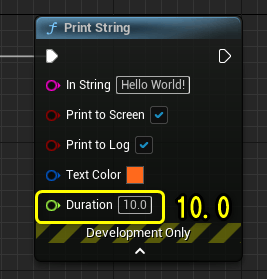 f Print String
In String Hello World!
Print to Screen
Print to Log
Text Color
Duration 10.0 10.0
Development Only